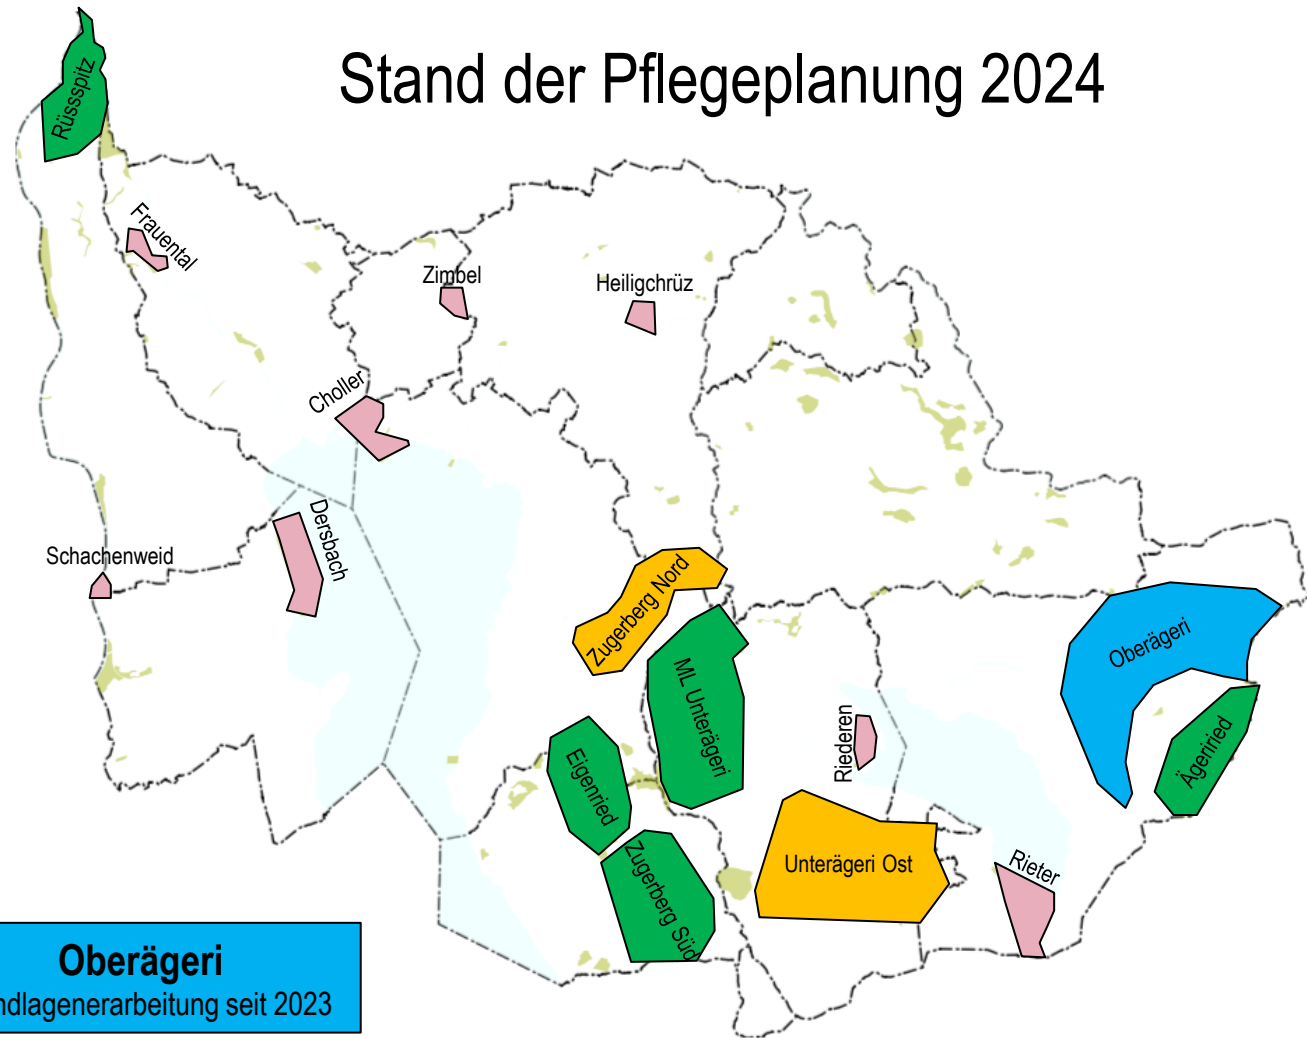 Stand der Pflegeplanung 2024
Rüssspitz
Frauental
Zimbel
Heiligchrüz
Choller
Dersbach
Schachenweid
Zugerberg Nord
Oberägeri
ML Unterägeri
Ägeriried
Riederen
Eigenried
Unterägeri Ost
Zugerberg Süd
Rieter
Oberägeri
ndlagenerarbeitung seit 2023